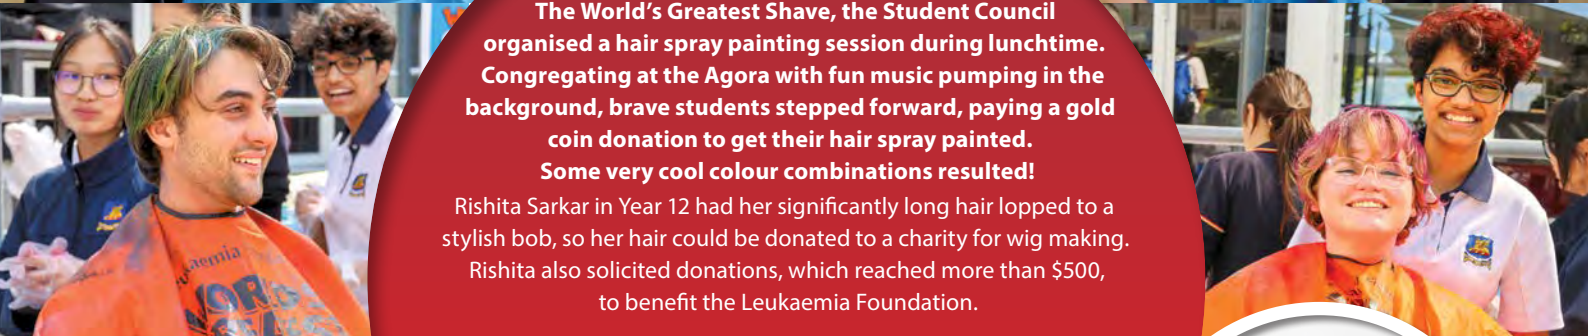 The World's Greatest Shave, the Student Council
organised a hair spray painting session during lunchtime.
Congregating at the Agora with fun music pumping in the
background, brave students stepped forward, paying a gold
coin donation to get their hair spray painted.
Some very cool colour combinations resulted!
Rishita Sarkar in Year 12 had her significantly long hair lopped to a
stylish bob, so her hair could be donated to a charity for wig making.
Rishita also solicited donations, which reached more than $500,
to benefit the Leukaemia Foundation.